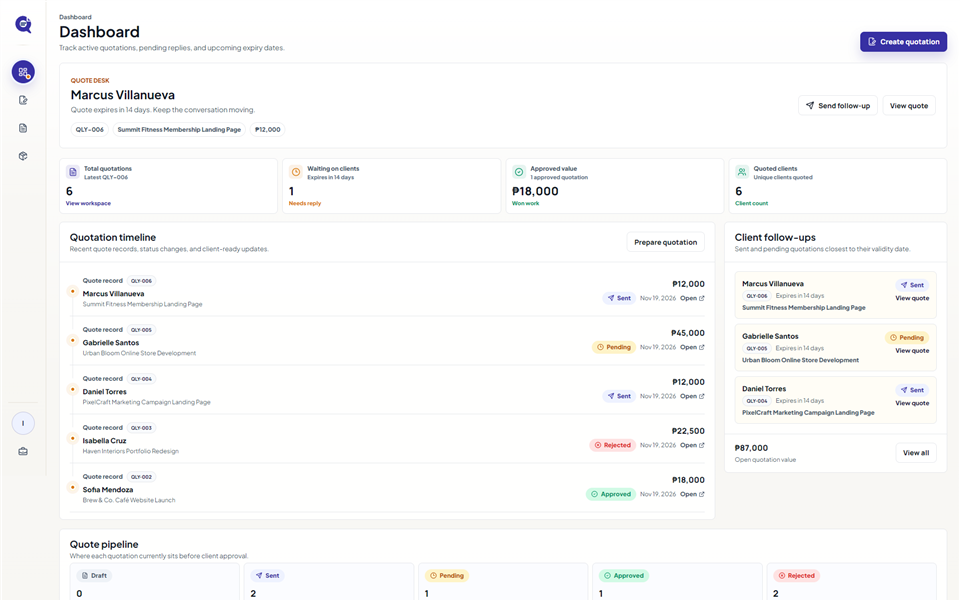 Dashboard
Dashboard
Track active quotations, pending replies, and upcoming expiry dates.
Create quotation
QUOTE DESK
Marcus Villanueva
Quote expires in 14 days. Keep the conversation moving.
QLY-006 Summit Fitness Membership Landing Page ₱12,000
Send follow-up View quote
Total quotations
Latest QLY-006
6
View workspace
Waiting on clients
Expires in 14 days
1
Needs reply
Approved value
1 approved quotation
₱18,000
Won work
Quoted clients
Unique clients quoted
6
Client count
Quotation timeline
Recent quote records, status changes, and client-ready updates.
Prepare quotation
Quote record QLY-006
Marcus Villanueva
Summit Fitness Membership Landing Page
₱12,000
Sent Nov 19, 2026 Open
Quote record QLY-005
Gabrielle Santos
Urban Bloom Online Store Development
₱45,000
Pending Nov 19, 2026 Open
Quote record QLY-004
Daniel Torres
PixelCraft Marketing Campaign Landing Page
₱12,000
Sent Nov 19, 2026 Open
Quote record QLY-003
Isabella Cruz
Haven Interiors Portfolio Redesign
₱22,500
Rejected Nov 19, 2026 Open
Quote record QLY-002
Sofia Mendoza
Brew & Co. Café Website Launch
₱18,000
Approved Nov 19, 2026 Open
Client follow-ups
Sent and pending quotations closest to their validity date.
Marcus Villanueva Sent
QLY-006 Expires in 14 days View quote
Summit Fitness Membership Landing Page
Gabrielle Santos Pending
QLY-005 Expires in 14 days View quote
Urban Bloom Online Store Development
Daniel Torres Sent
QLY-004 Expires in 14 days View quote
PixelCraft Marketing Campaign Landing Page
₱87,000
Open quotation value
View all
I
Quote pipeline
Where each quotation currently sits before client approval.
Draft
0
Sent
2
Pending
1
Approved
1
Rejected
2